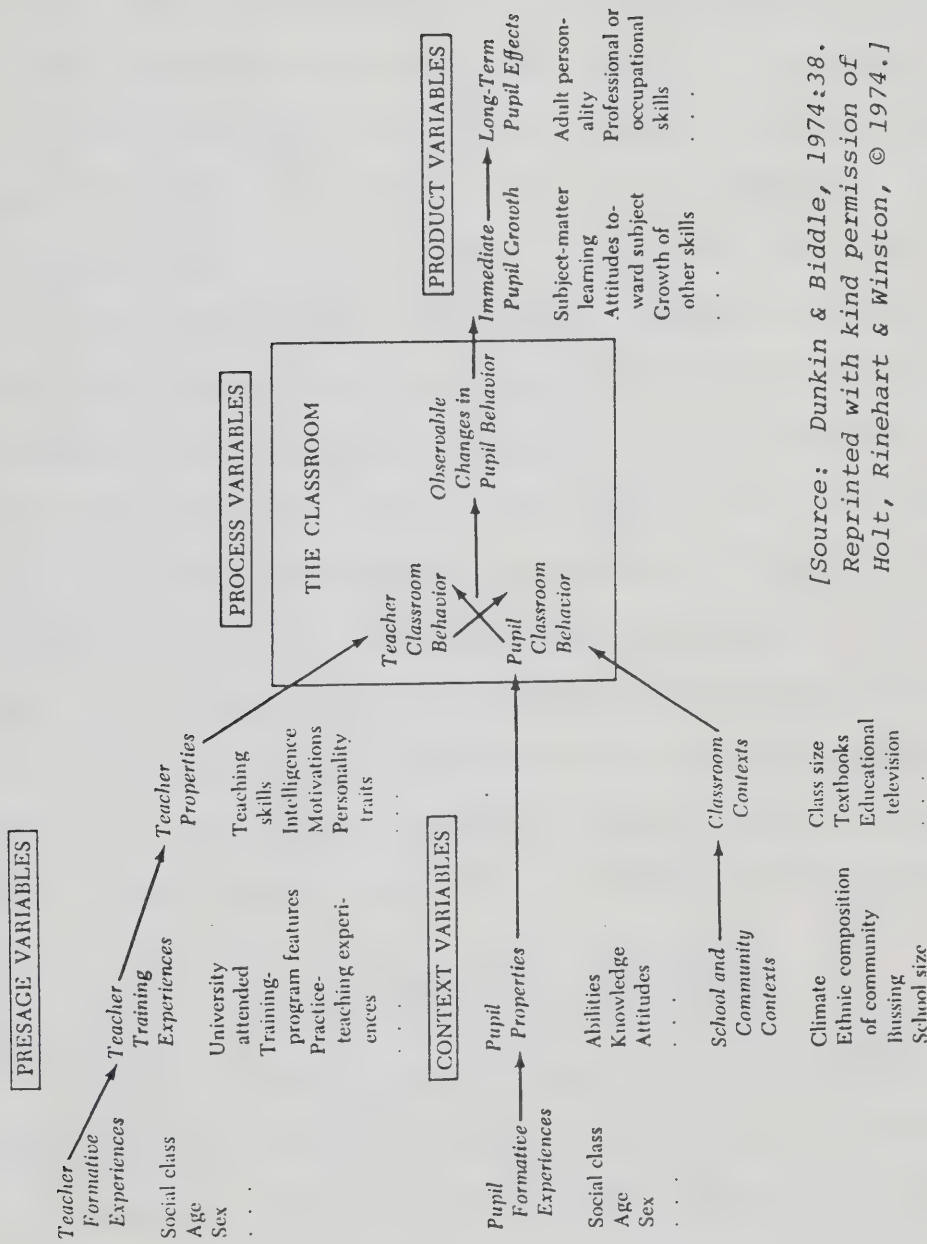 PRESAGE VARIABLES
Teacher
Formative
Experiences
Social class
Age
Sex
. . .
Teacher
Training
Experiences
University
attended
Training-
program features
Practice-
teaching experi-
ences
. . . .
Teacher
Properties
Teaching
skills
Intelligence
Motivations
Personality
traits
. . .
CONTEXT VARIABLES
Pupil
Formative
Experiences
Social class
Age
Sex
. . .
Pupil
Properties
Abilities
Knowledge
Attitudes
. . .
School and
Community
Contexts
Climate
Ethnic composition
of community
Bussing
School size
Classroom
Contexts
Class size
Textbooks
Educational
television
. . .
PROCESS VARIABLES
THE CLASSROOM
Teacher
Classroom
Behavior
Pupil
Classroom
Behavior
Observable
Changes in
Pupil Behavior
PRODUCT VARIABLES
Immediate
Pupil Growth
Subject-matter
learning
Attitudes to-
ward subject
Growth of
other skills
. . .
Long-Term
Pupil Effects
Adult person-
ality
Professional or
occupational
skills
. . .
[Source: Dunkin & Biddle, 1974:38.
Reprinted with kind permission of
Holt, Rinehart & Winston, © 1974.]